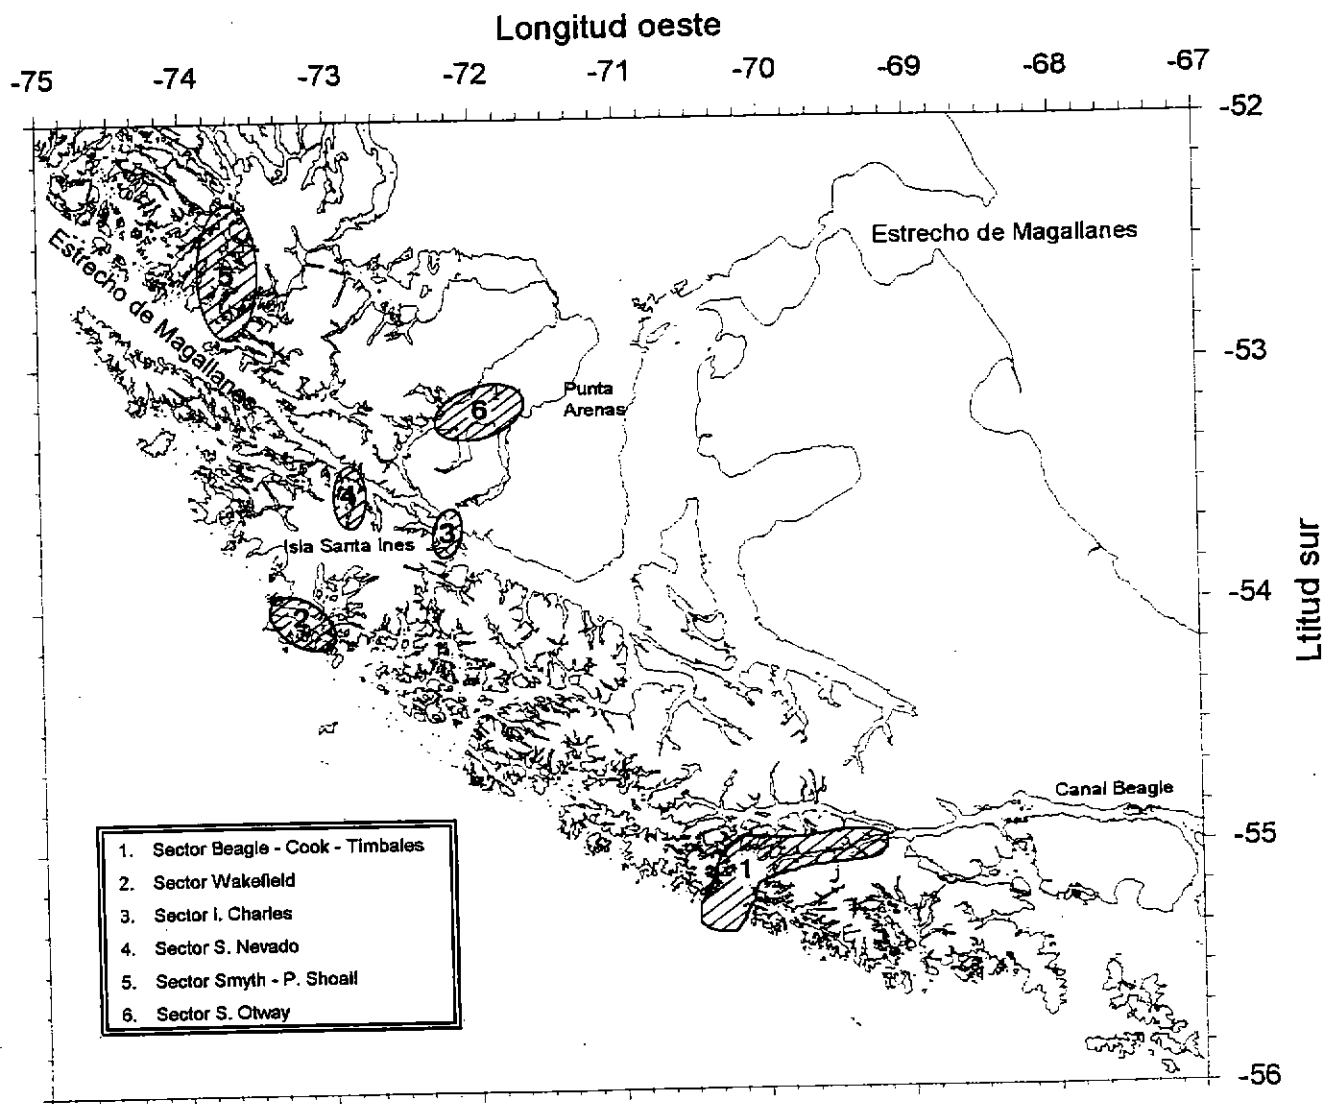 Longitud oeste
-75 -74 -73 -72 -71 -70 -69 -68 -67
-52
Estrecho de Magallanes
Estrecho de Magallanes
5
-53
Punta
Arenas
6
4
3
Isla Santa Ines
-54
Ltitud sur
2
Canal Beagle
-55
1
1. Sector Beagle - Cook - Timbales
2. Sector Wakefield
3. Sector I. Charles
4. Sector S. Nevado
5. Sector Smyth - P. Shoall
6. Sector S. Otway
-56